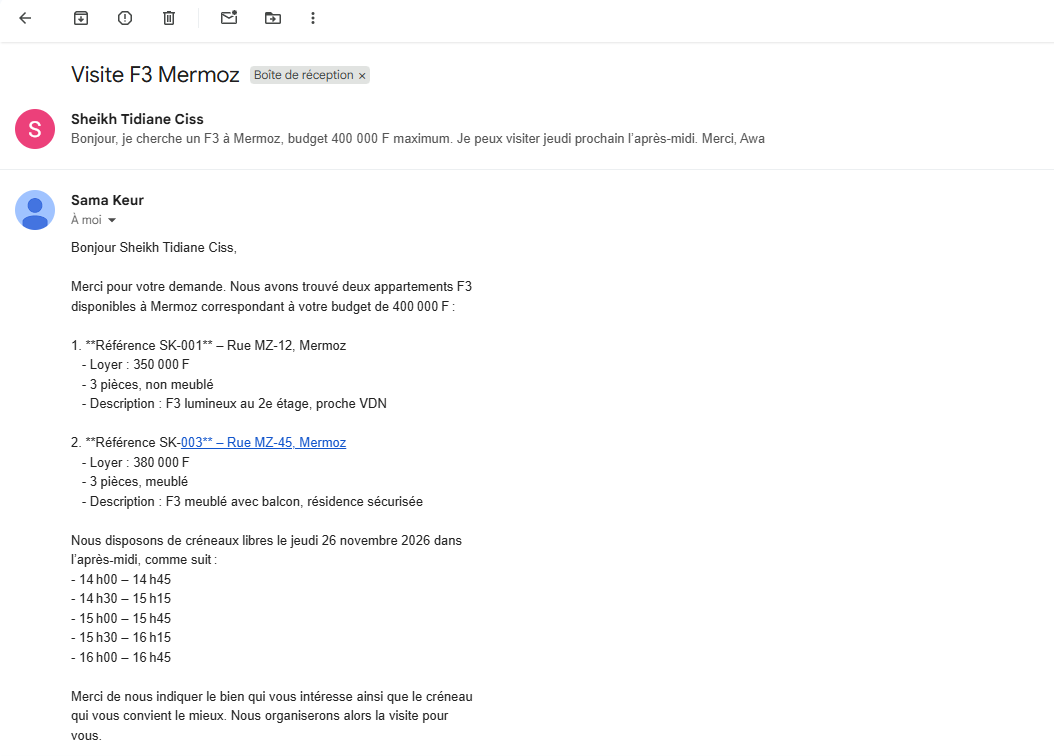 Visite F3 Mermoz Boîte de réception ×
S
Sheikh Tidiane Ciss
Bonjour, je cherche un F3 à Mermoz, budget 400 000 F maximum. Je peux visiter jeudi prochain l'après-midi. Merci, Awa
Sama Keur
À moi
Bonjour Sheikh Tidiane Ciss,
Merci pour votre demande. Nous avons trouvé deux appartements F3
disponibles à Mermoz correspondant à votre budget de 400 000 F :
1. **Référence SK-001** – Rue MZ-12, Mermoz
- Loyer : 350 000 F
- 3 pièces, non meublé
- Description : F3 lumineux au 2e étage, proche VDN
2. **Référence SK-003** – Rue MZ-45, Mermoz
- Loyer : 380 000 F
- 3 pièces, meublé
- Description : F3 meublé avec balcon, résidence sécurisée
Nous disposons de créneaux libres le jeudi 26 novembre 2026 dans
l'après-midi, comme suit :
- 14 h00 – 14 h45
- 14 h30 – 15 h15
- 15 h00 – 15 h45
- 15 h30 – 16 h15
- 16 h00 – 16 h45
Merci de nous indiquer le bien qui vous intéresse ainsi que le créneau
qui vous convient le mieux. Nous organiserons alors la visite pour
vous.